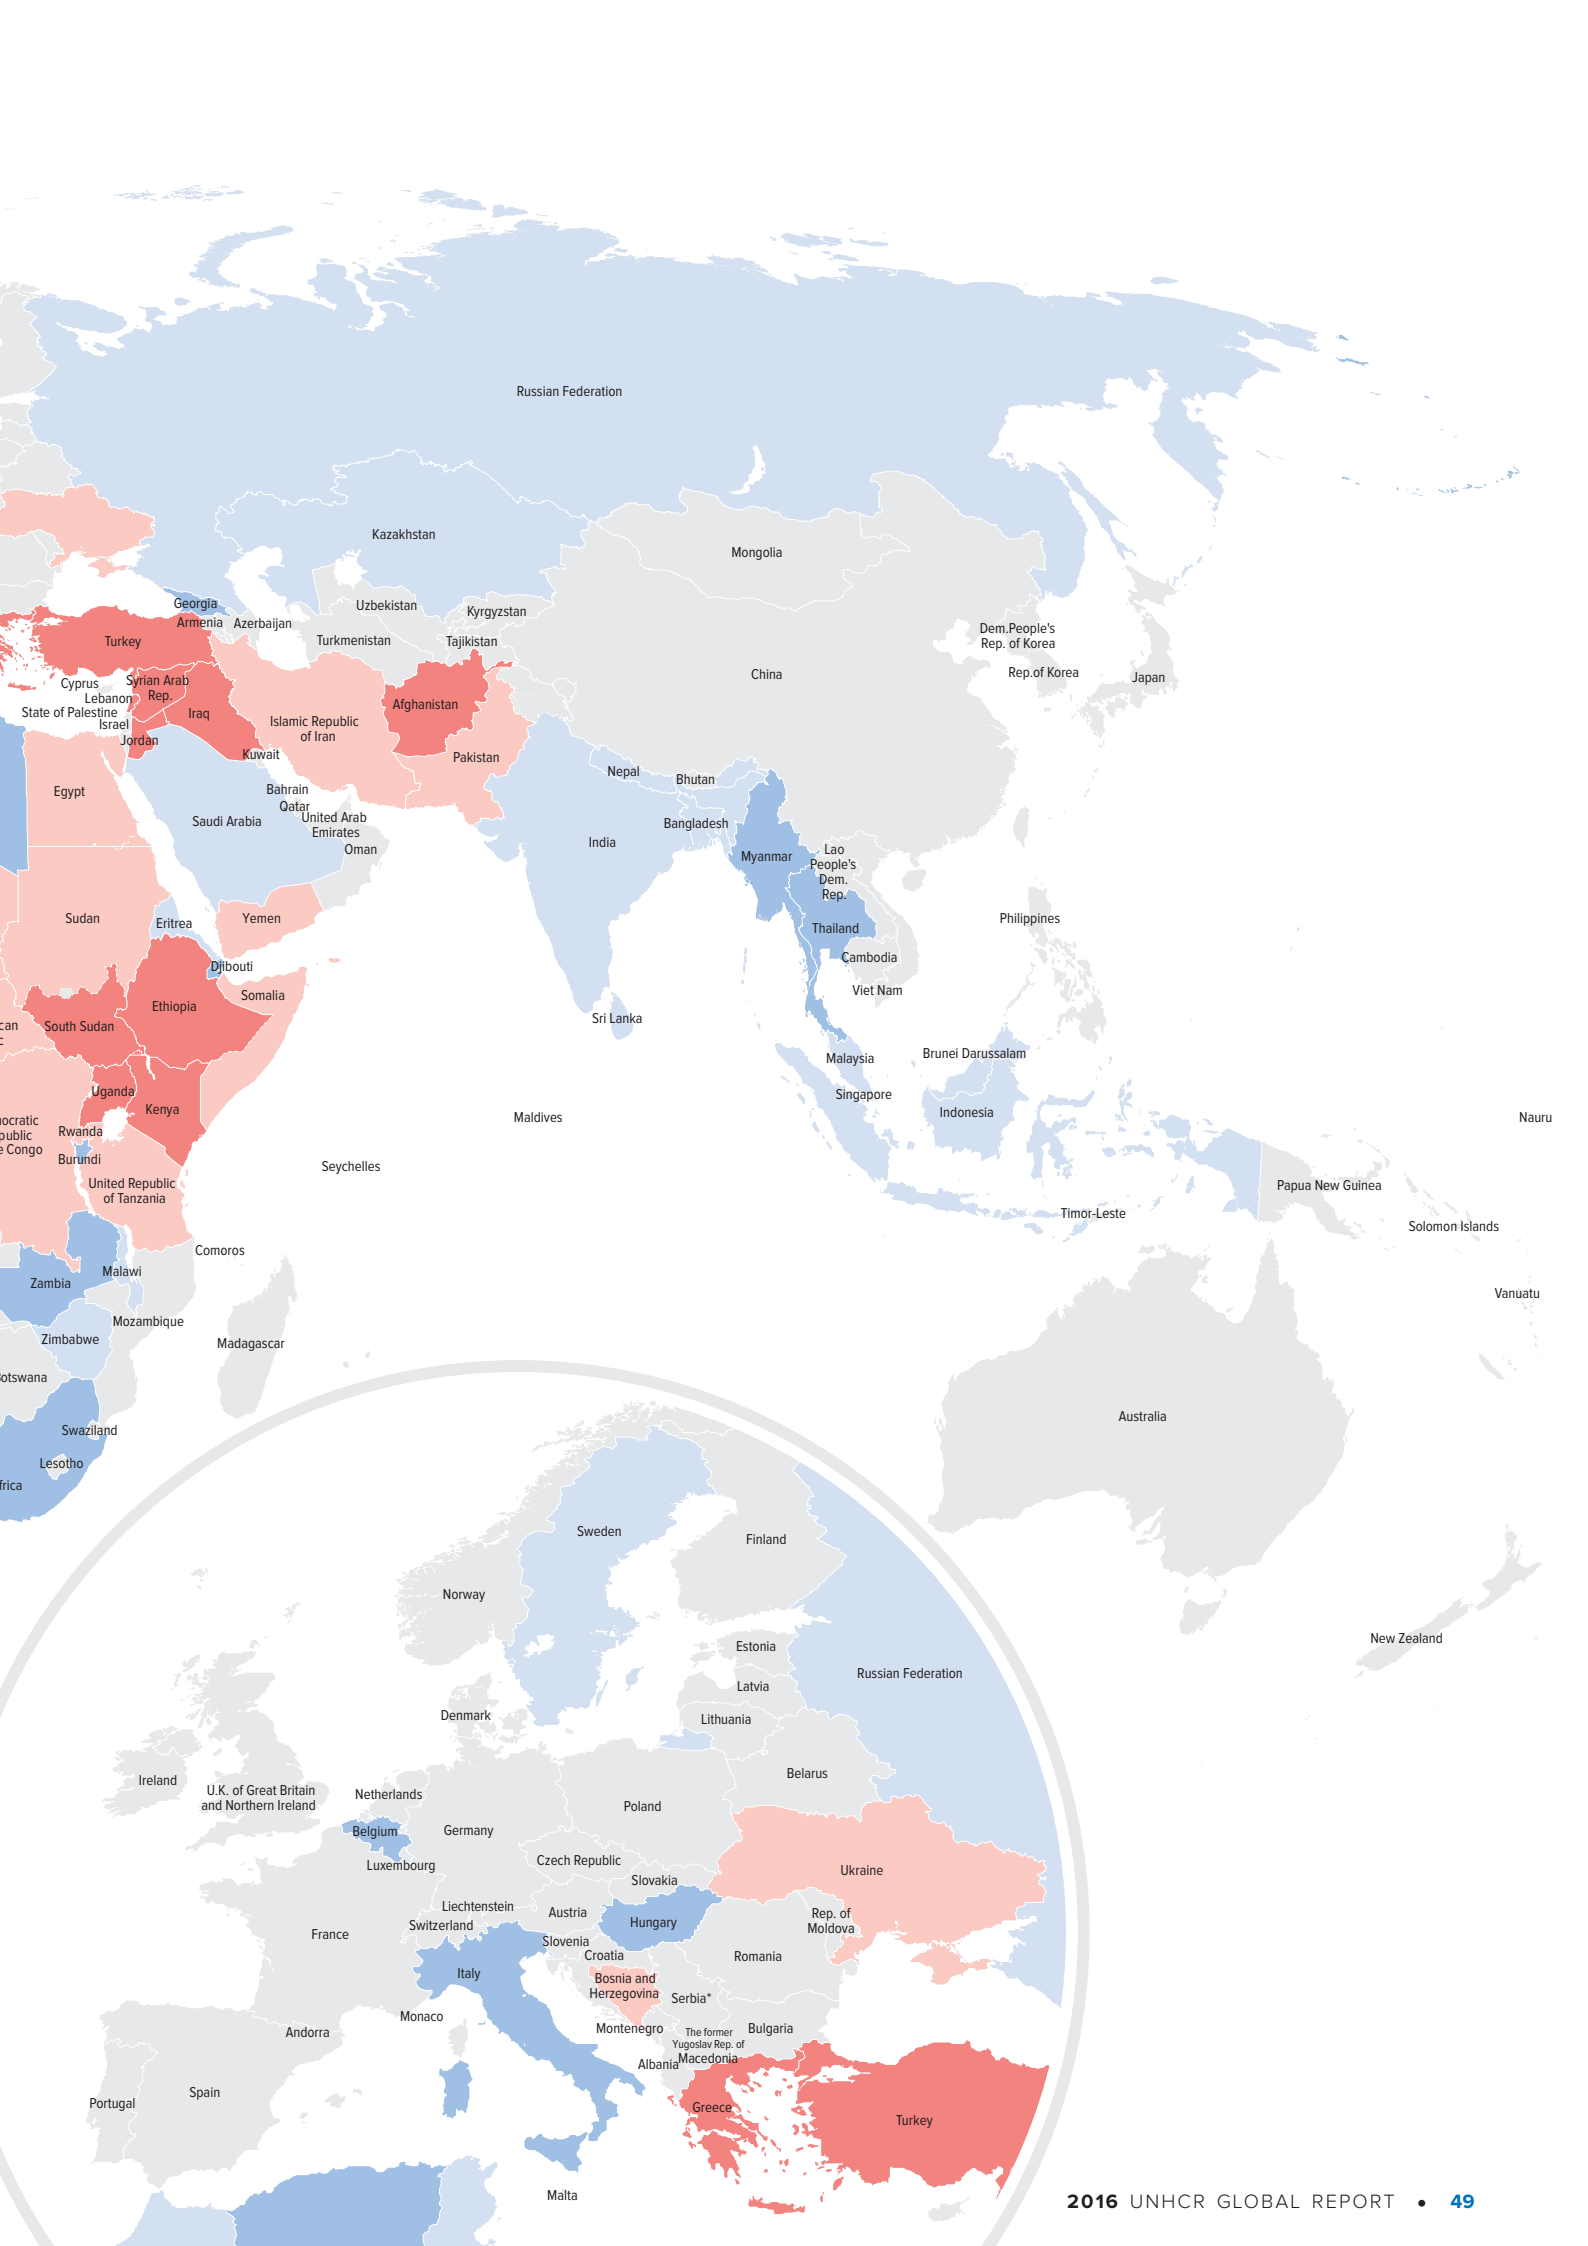 Russian Federation
Kazakhstan
Mongolia
Georgia
Uzbekistan
Kyrgyzstan
Armenia
Azerbaijan
Dem.People's
Rep. of Korea
Turkey
Turkmenistan
Tajikistan
China
Rep.of Korea
Japan
Cyprus
Syrian Arab
Rep.
Lebanon
State of Palestine
Iraq
Afghanistan
Israel
Islamic Republic
of Iran
Jordan
Kuwait
Pakistan
Nepal
Bhutan
Egypt
Bahrain
Qatar
Saudi Arabia
United Arab
Emirates
Bangladesh
India
Oman
Myanmar
Lao
People's
Dem.
Rep.
Sudan
Eritrea
Yemen
Philippines
Thailand
Cambodia
Djibouti
Viet Nam
Ethiopia
Somalia
can
c
South Sudan
Sri Lanka
Malaysia
Brunei Darussalam
Uganda
Singapore
Kenya
Indonesia
Maldives
Nauru
ocratic
public
e Congo
Rwanda
Burundi
Seychelles
United Republic
of Tanzania
Papua New Guinea
Timor-Leste
Solomon Islands
Comoros
Malawi
Zambia
Vanuatu
Mozambique
Zimbabwe
Madagascar
otswana
Australia
Swaziland
Lesotho
frica
Sweden
Finland
Norway
New Zealand
Estonia
Russian Federation
Latvia
Denmark
Lithuania
Belarus
Ireland
U.K. of Great Britain
and Northern Ireland
Netherlands
Poland
Belgium
Germany
Czech Republic
Luxembourg
Ukraine
Slovakia
Liechtenstein
Austria
Rep. of
Moldova
Switzerland
Hungary
France
Slovenia
Croatia
Romania
Italy
Bosnia and
Herzegovina
Serbia*
Monaco
Montenegro
Bulgaria
Andorra
The former
Yugoslav Rep. of
Macedonia
Albania
Spain
Portugal
Greece
Turkey
Malta
2016 UNHCR GLOBAL REPORT • 49